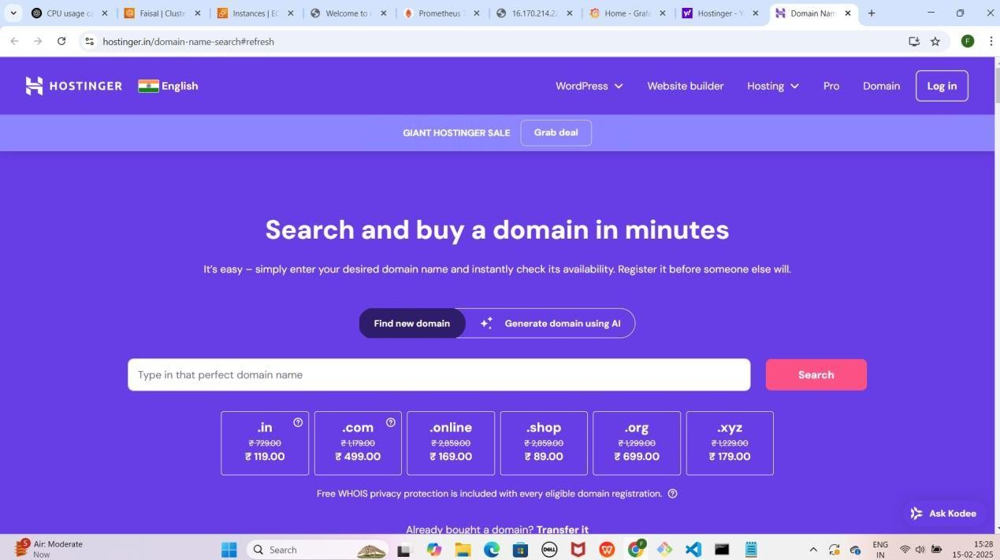 CPU usage ca
Faisal | Cluste
Instances | EC
Welcome to
Prometheus
16.170.214.22
Home - Grafa
Hostinger - Y
Domain Nam
hostinger.in/domain-name-search#refresh
F
HOSTINGER
English
WordPress
Website builder
Hosting
Pro
Domain
Log in
GIANT HOSTINGER SALE
Grab deal
Search and buy a domain in minutes
It's easy – simply enter your desired domain name and instantly check its availability. Register it before someone else will.
Find new domain
Generate domain using AI
Type in that perfect domain name
Search
.in
₹ 729.00
₹ 119.00
.com
₹ 1,179.00
₹ 499.00
.online
₹ 2,859.00
₹ 169.00
.shop
₹ 2,859.00
₹ 89.00
.org
₹ 1,299.00
₹ 699.00
.xyz
₹ 1,229.00
₹ 179.00
Free WHOIS privacy protection is included with every eligible domain registration.
Ask Kodee
Already bought a domain? Transfer it
5
Air: Moderate
Now
Search
DELL
F
ENG
IN
15:28
15-02-2025